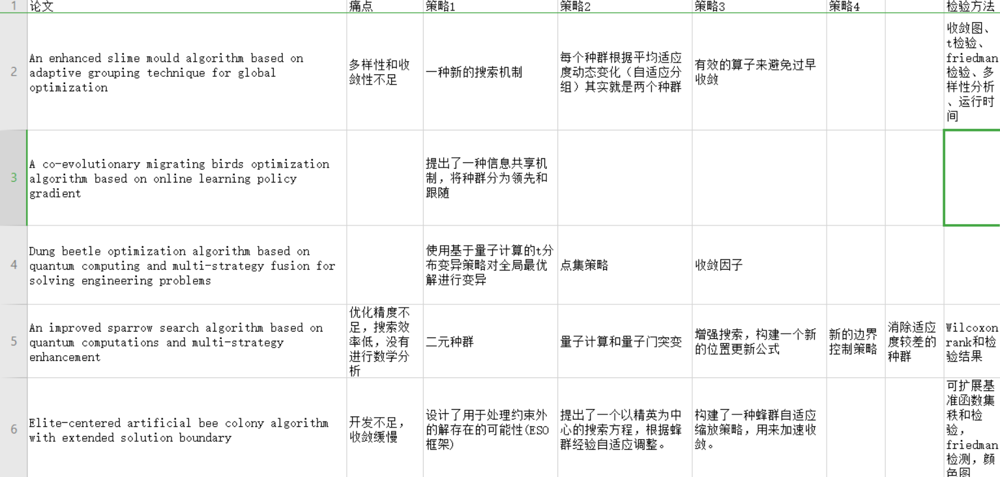 1 论文 痛点 策略1 策略2 策略3 策略4 检验方法
2
An enhanced slime mould algorithm based on
adaptive grouping technique for global
optimization
多样性和收
敛性不足
一种新的搜索机制
每个种群根据平均适应
度动态变化（自适应分
组）其实就是两个种群
有效的算子来避免过早
收敛
收敛图、
t检验、
friedman
检验、多
样性分析
、运行时
间
3
A co-evolutionary migrating birds optimization
algorithm based on online learning policy
gradient
提出了一种信息共享机
制，将种群分为领先和
跟随
4
Dung beetle optimization algorithm based on
quantum computing and multi-strategy fusion for
solving engineering problems
使用基于量子计算的t分
布变异策略对全局最优
解进行变异
点集策略
收敛因子
5
An improved sparrow search algorithm based on
quantum computations and multi-strategy
enhancement
优化精度不
足，搜索效
率低，没有
进行数学分
析
二元种群
量子计算和量子门突变
增强搜索，构建一个新
的位置更新公式
新的边界
控制策略
消除适应
度较差的
种群
Wilcoxon
rank和检
验结果
6
Elite-centered artificial bee colony algorithm
with extended solution boundary
开发不足，
收敛缓慢
设计了用于处理约束外
的解存在的可能性(ESO
框架)
提出了一个以精英为中
心的搜索方程，根据蜂
群经验自适应调整。
构建了一种蜂群自适应
缩放策略，用来加速收
敛。
可扩展基
准函数集
秩和检
验，
friedman
检测，颜
色图